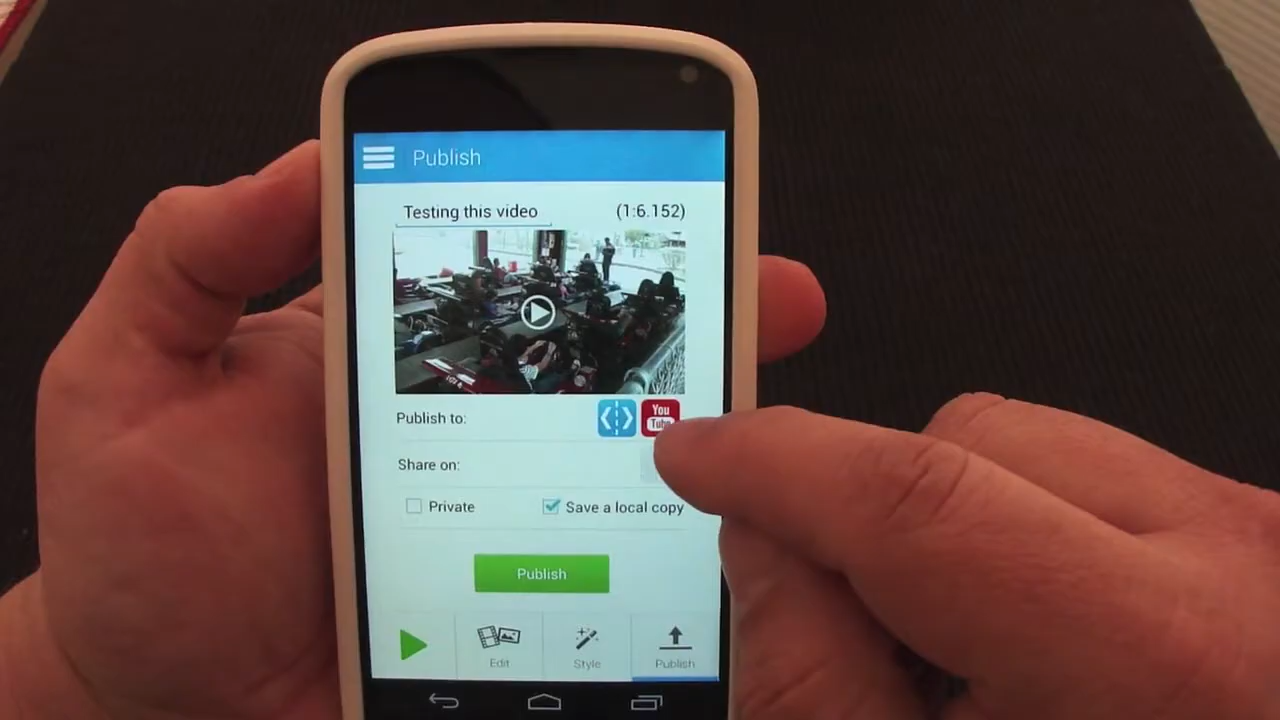 Publish
Testing this video (1:6.152)
Publish to: You Tube
Share on:
Private Save a local copy
Publish
Edit Style Publish